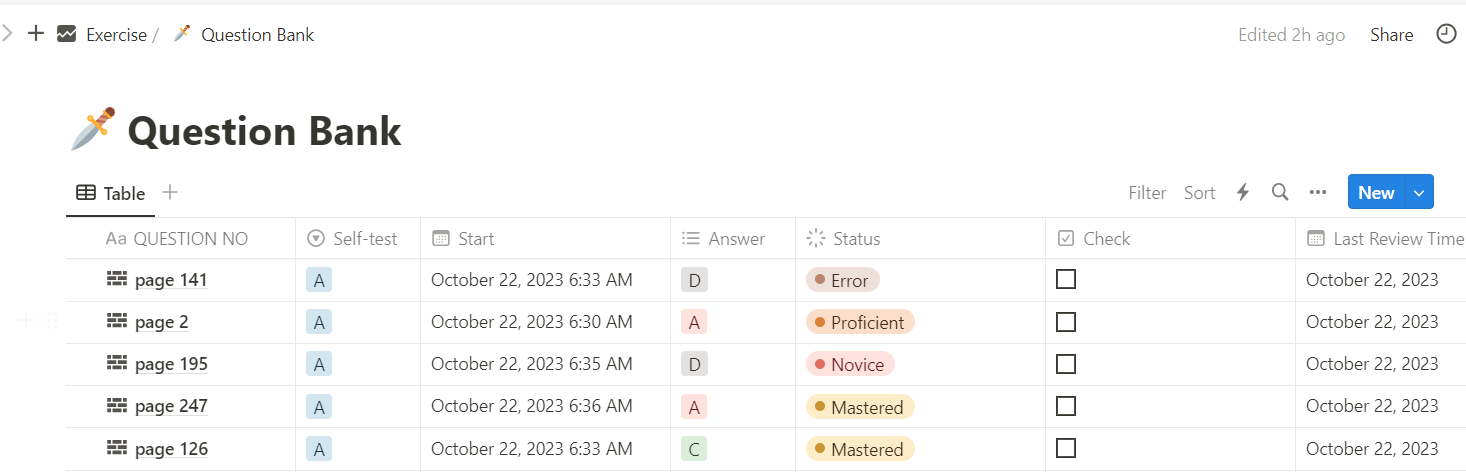 Exercise / Question Bank Edited 2h ago Share
Question Bank
Table Filter Sort New
Aa QUESTION NO Self-test Start Answer Status Check Last Review Time
page 141 A October 22, 2023 6:33 AM D Error October 22, 2023
page 2 A October 22, 2023 6:30 AM A Proficient October 22, 2023
page 195 A October 22, 2023 6:35 AM D Novice October 22, 2023
page 247 A October 22, 2023 6:36 AM A Mastered October 22, 2023
page 126 A October 22, 2023 6:33 AM C Mastered October 22, 2023